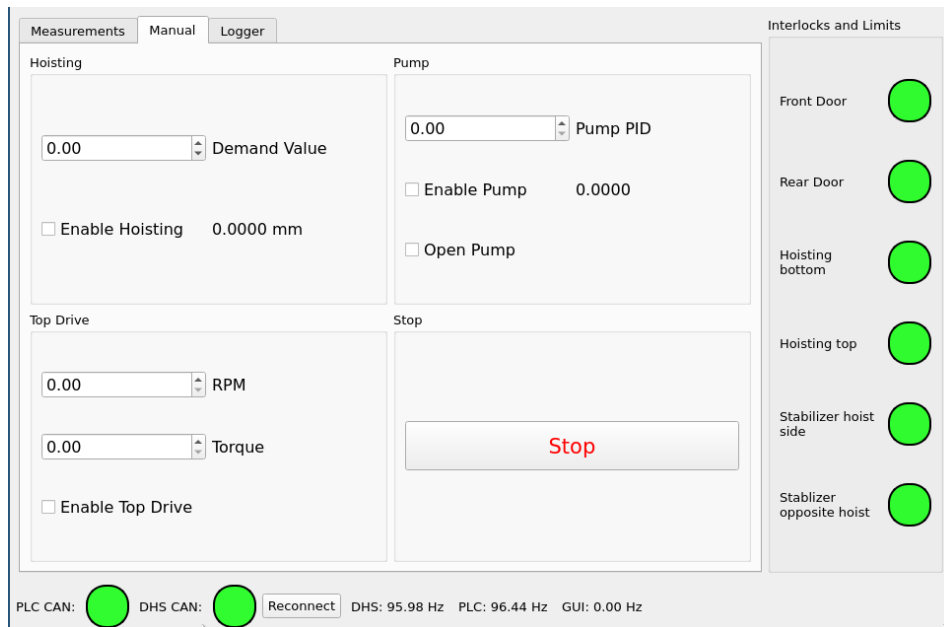 Measurements Manual Logger
Hoisting
0.00 Demand Value
Enable Hoisting 0.0000 mm
Pump
0.00 Pump PID
Enable Pump 0.0000
Open Pump
Top Drive
0.00 RPM
0.00 Torque
Enable Top Drive
Stop
Stop
Interlocks and Limits
Front Door
Rear Door
Hoisting
bottom
Hoisting top
Stabilizer hoist
side
Stablizer
opposite hoist
PLC CAN: DHS CAN: Reconnect DHS: 95.98 Hz PLC: 96.44 Hz GUI: 0.00 Hz